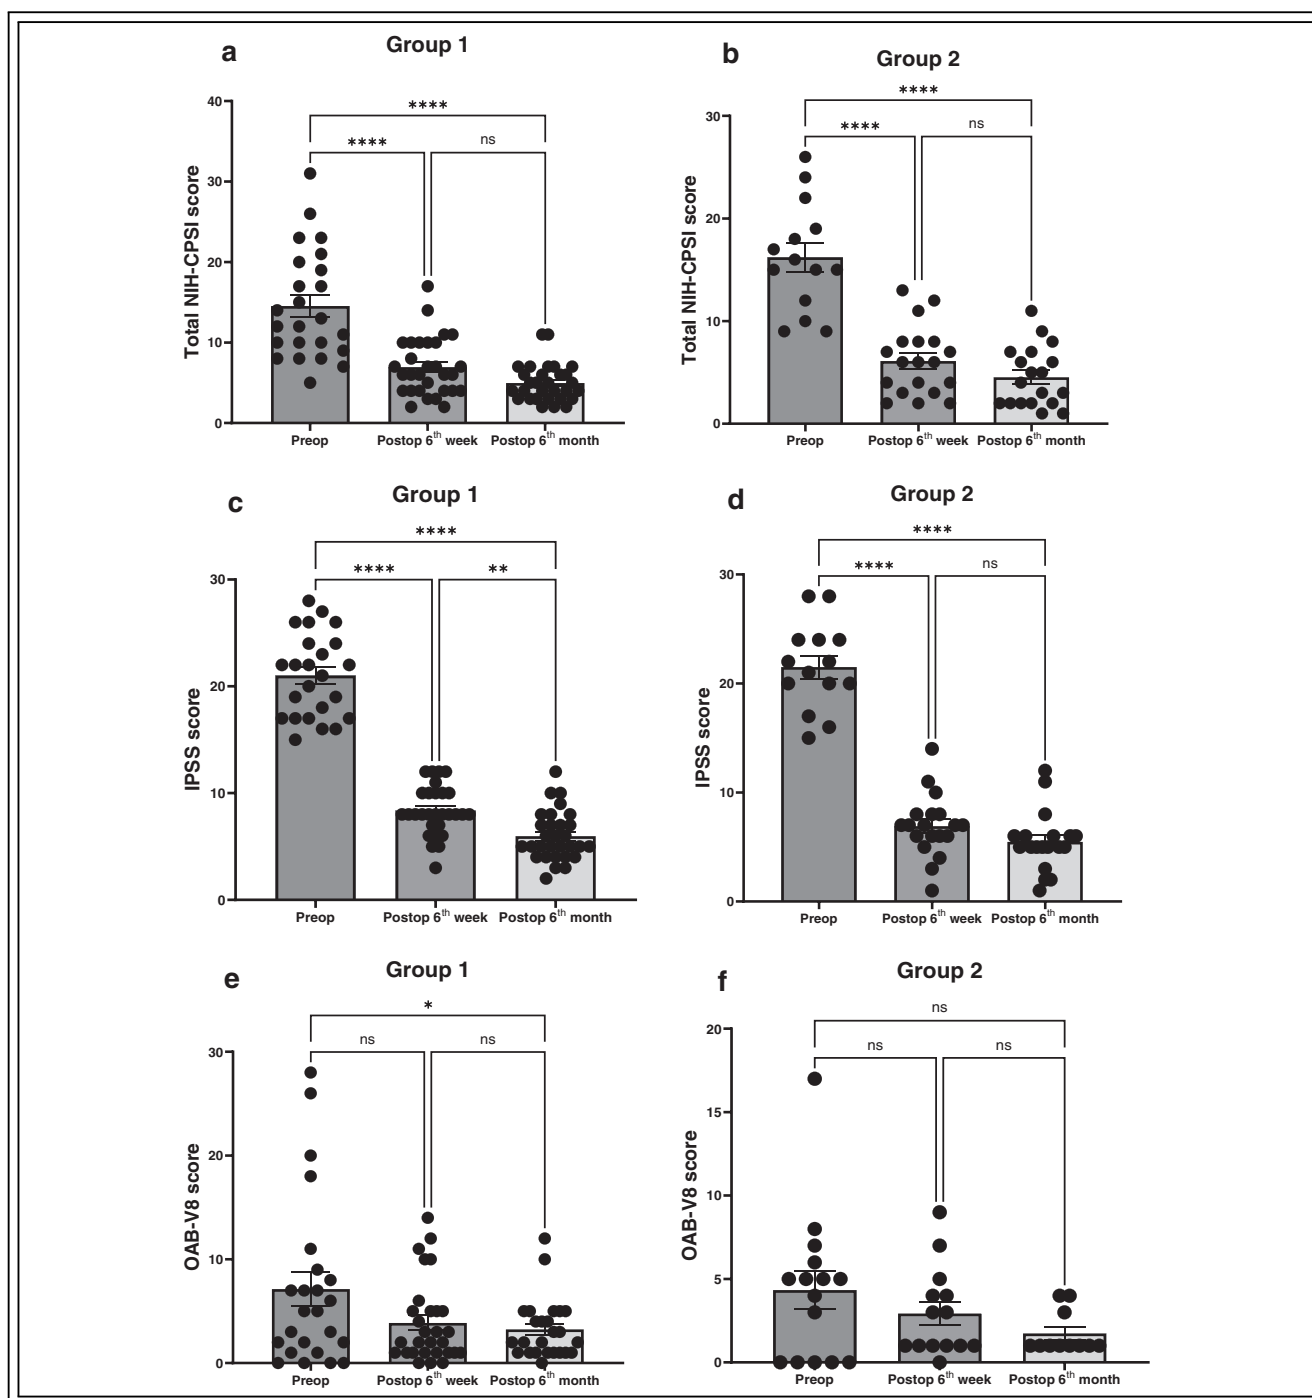 a
Group 1
****
****
ns
Total NIH-CPSI score
40
30
20
10
0
Preop
Postop 6th week
Postop 6th month
b
Group 2
****
****
ns
Total NIH-CPSI score
30
20
10
0
Preop
Postop 6th week
Postop 6th month
c
Group 1
****
****
**
IPSS score
30
20
10
0
Preop
Postop 6th week
Postop 6th month
d
Group 2
****
****
ns
IPSS score
30
20
10
0
Preop
Postop 6th week
Postop 6th month
e
Group 1
*
ns
ns
OAB-V8 score
30
20
10
0
Preop
Postop 6th week
Postop 6th month
f
Group 2
ns
ns
ns
OAB-V8 score
20
15
10
5
0
Preop
Postop 6th week
Postop 6th month